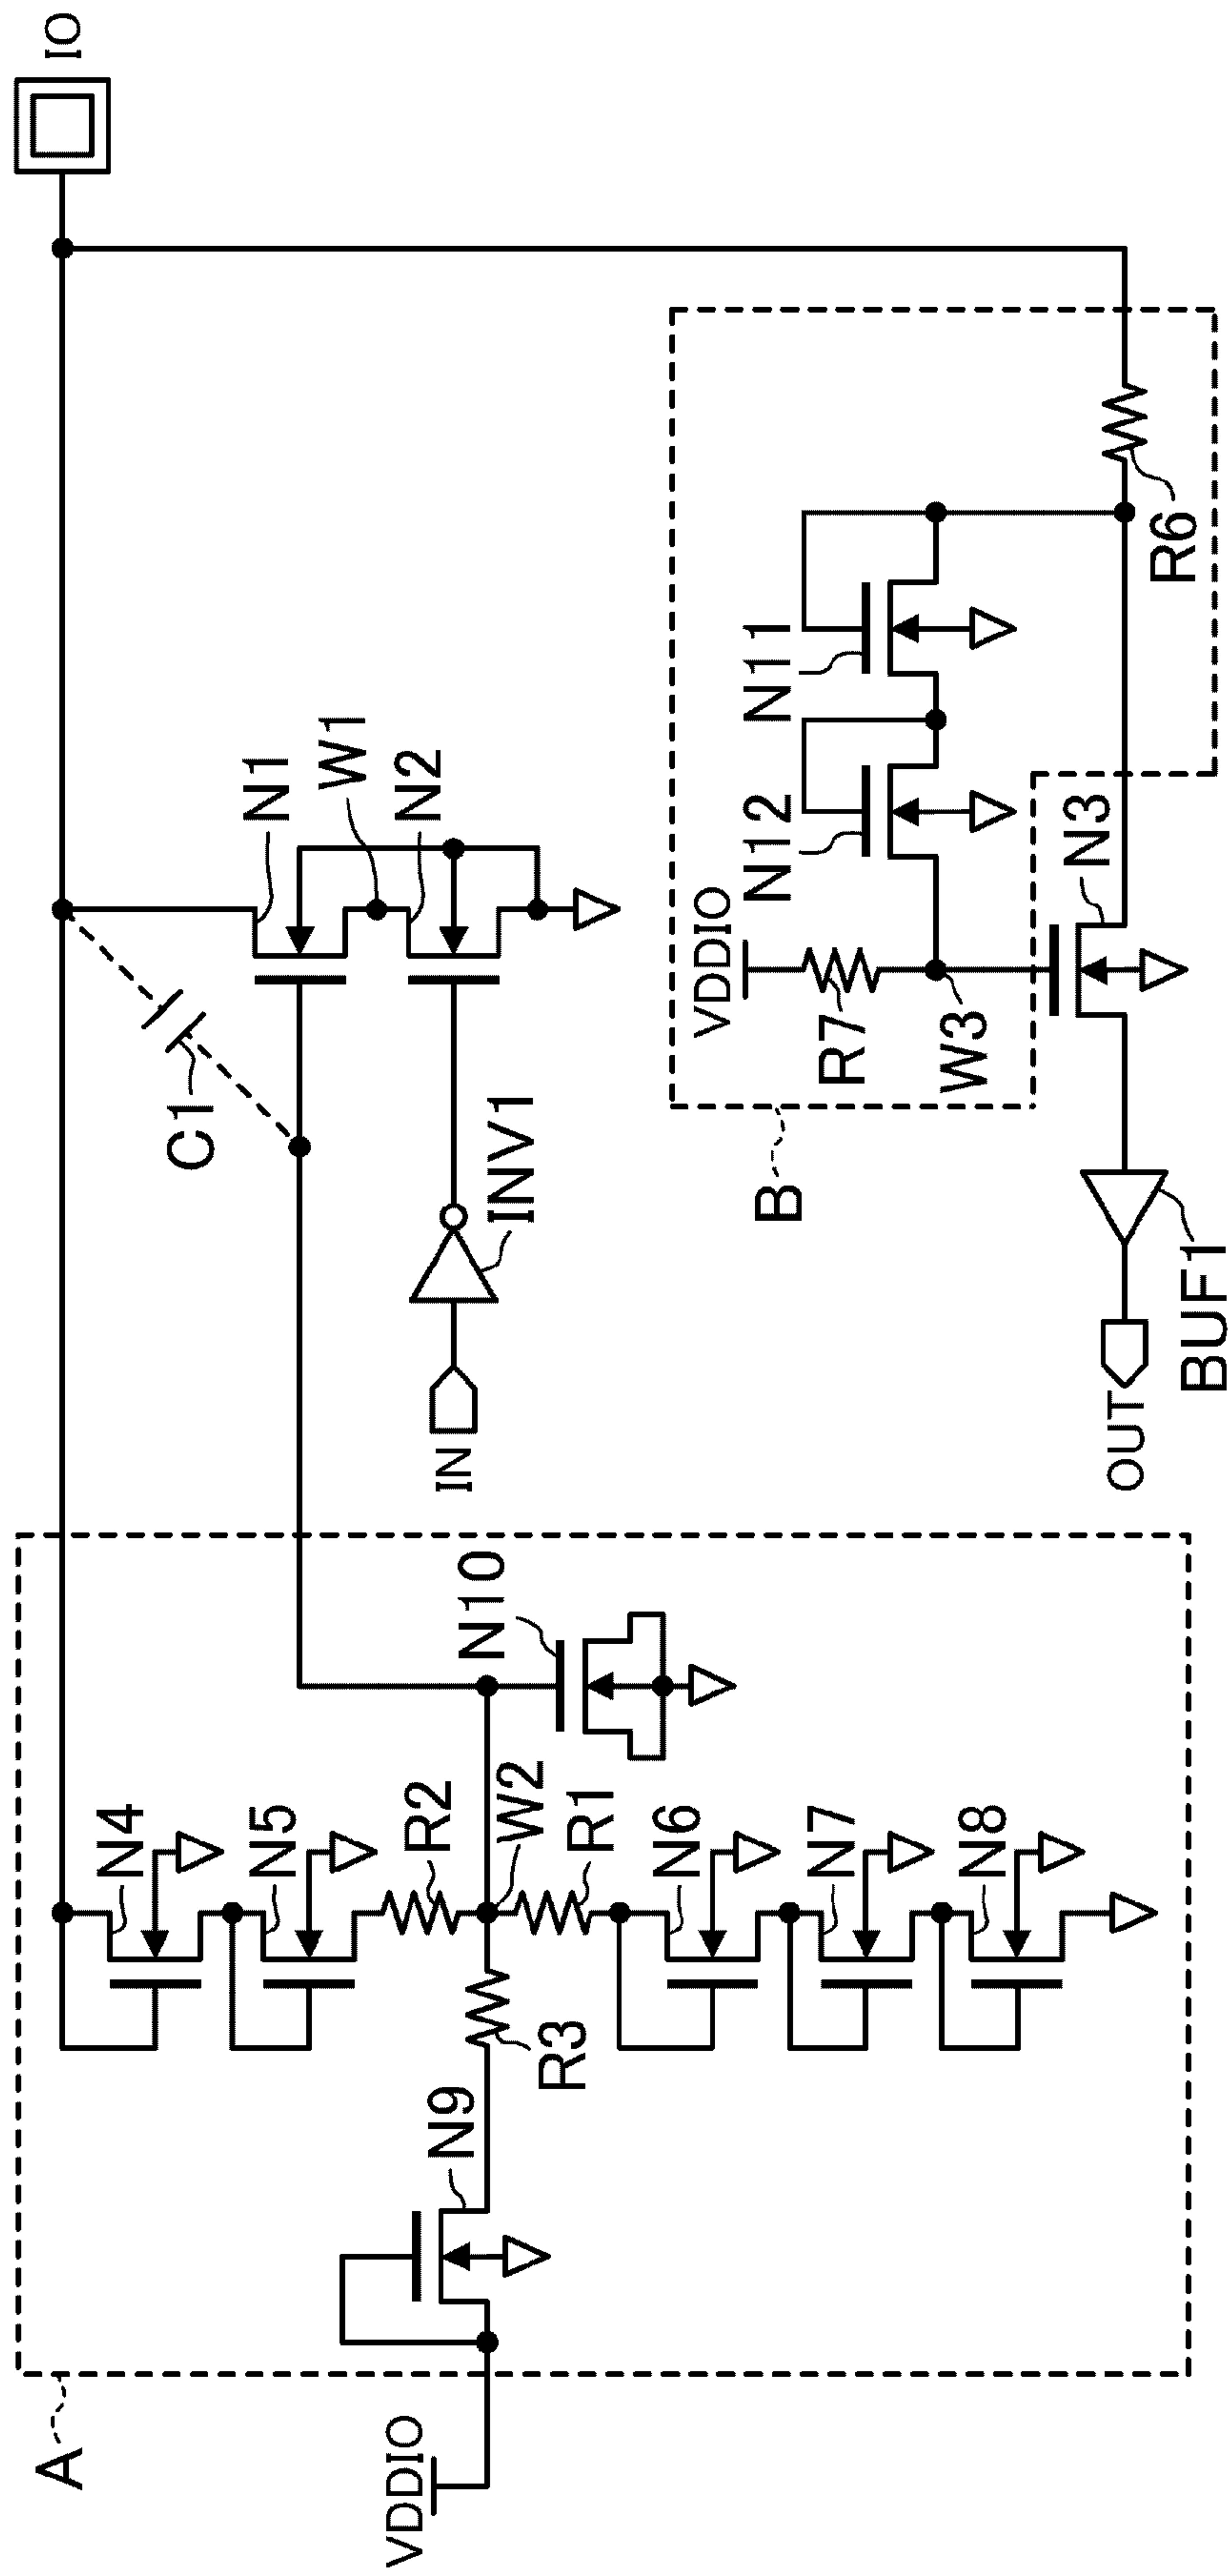 IO
N1
W1
N2
C1
INV1
IN
N11
N12
VDDIO
R7
W3
R6
N3
B
BUF1
OUT
N10
N4
N5
R2
W2
R1
N6
N7
N8
R3
N9
A
VDDIO